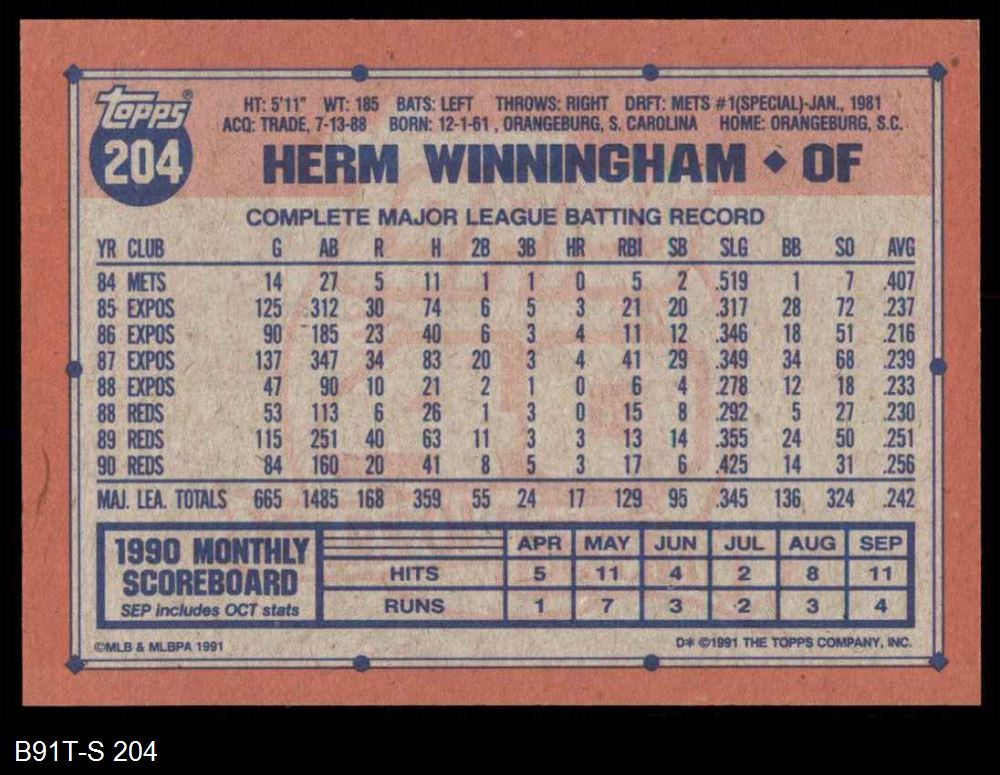 topps®
204
HT: 5'11" WT: 185 BATS: LEFT THROWS: RIGHT DRFT: METS #1(SPECIAL)-JAN., 1981
ACQ: TRADE, 7-13-88 BORN: 12-1-61 , ORANGEBURG, S. CAROLINA HOME: ORANGEBURG, S.C.
HERM WINNINGHAM ◆ OF
COMPLETE MAJOR LEAGUE BATTING RECORD
YR CLUB G AB R H 2B 3B HR RBI SB SLG BB SO AVG
84 METS 14 27 5 11 1 1 0 5 2 .519 1 7 .407
85 EXPOS 125 312 30 74 6 5 3 21 20 .317 28 72 .237
86 EXPOS 90 185 23 40 6 3 4 11 12 .346 18 51 .216
87 EXPOS 137 347 34 83 20 3 4 41 29 .349 34 68 .239
88 EXPOS 47 90 10 21 2 1 0 6 4 .278 12 18 .233
88 REDS 53 113 6 26 1 3 0 15 8 .292 5 27 .230
89 REDS 115 251 40 63 11 3 3 13 14 .355 24 50 .251
90 REDS 84 160 20 41 8 5 3 17 6 .425 14 31 .256
MAJ. LEA. TOTALS 665 1485 168 359 55 24 17 129 95 .345 136 324 .242
1990 MONTHLY
SCOREBOARD
SEP includes OCT stats
APR MAY JUN JUL AUG SEP
HITS 5 11 4 2 8 11
RUNS 1 7 3 2 3 4
©MLB & MLBPA 1991
D* ©1991 THE TOPPS COMPANY, INC.
B91T-S 204